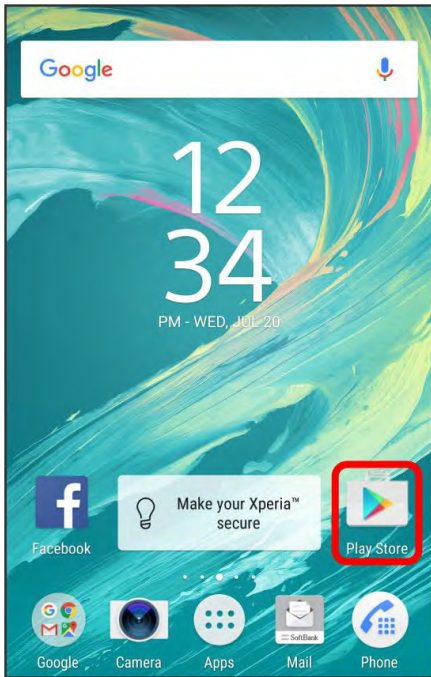 Google
12
34
PM - WED, JUL 20
Make your Xperia™
secure
Facebook
Play Store
SoftBank
Google
Camera
Apps
Mail
Phone